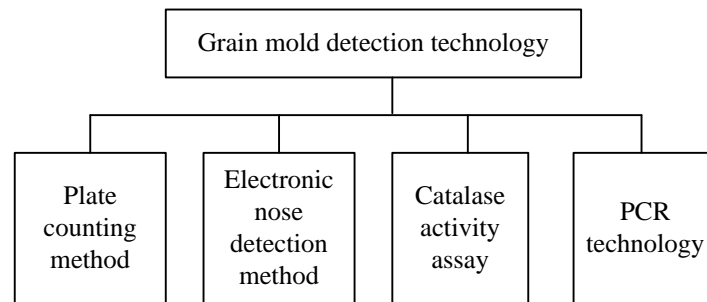 Grain mold detection technology
Plate
counting
method
Electronic
nose
detection
method
Catalase
activity
assay
PCR
technology